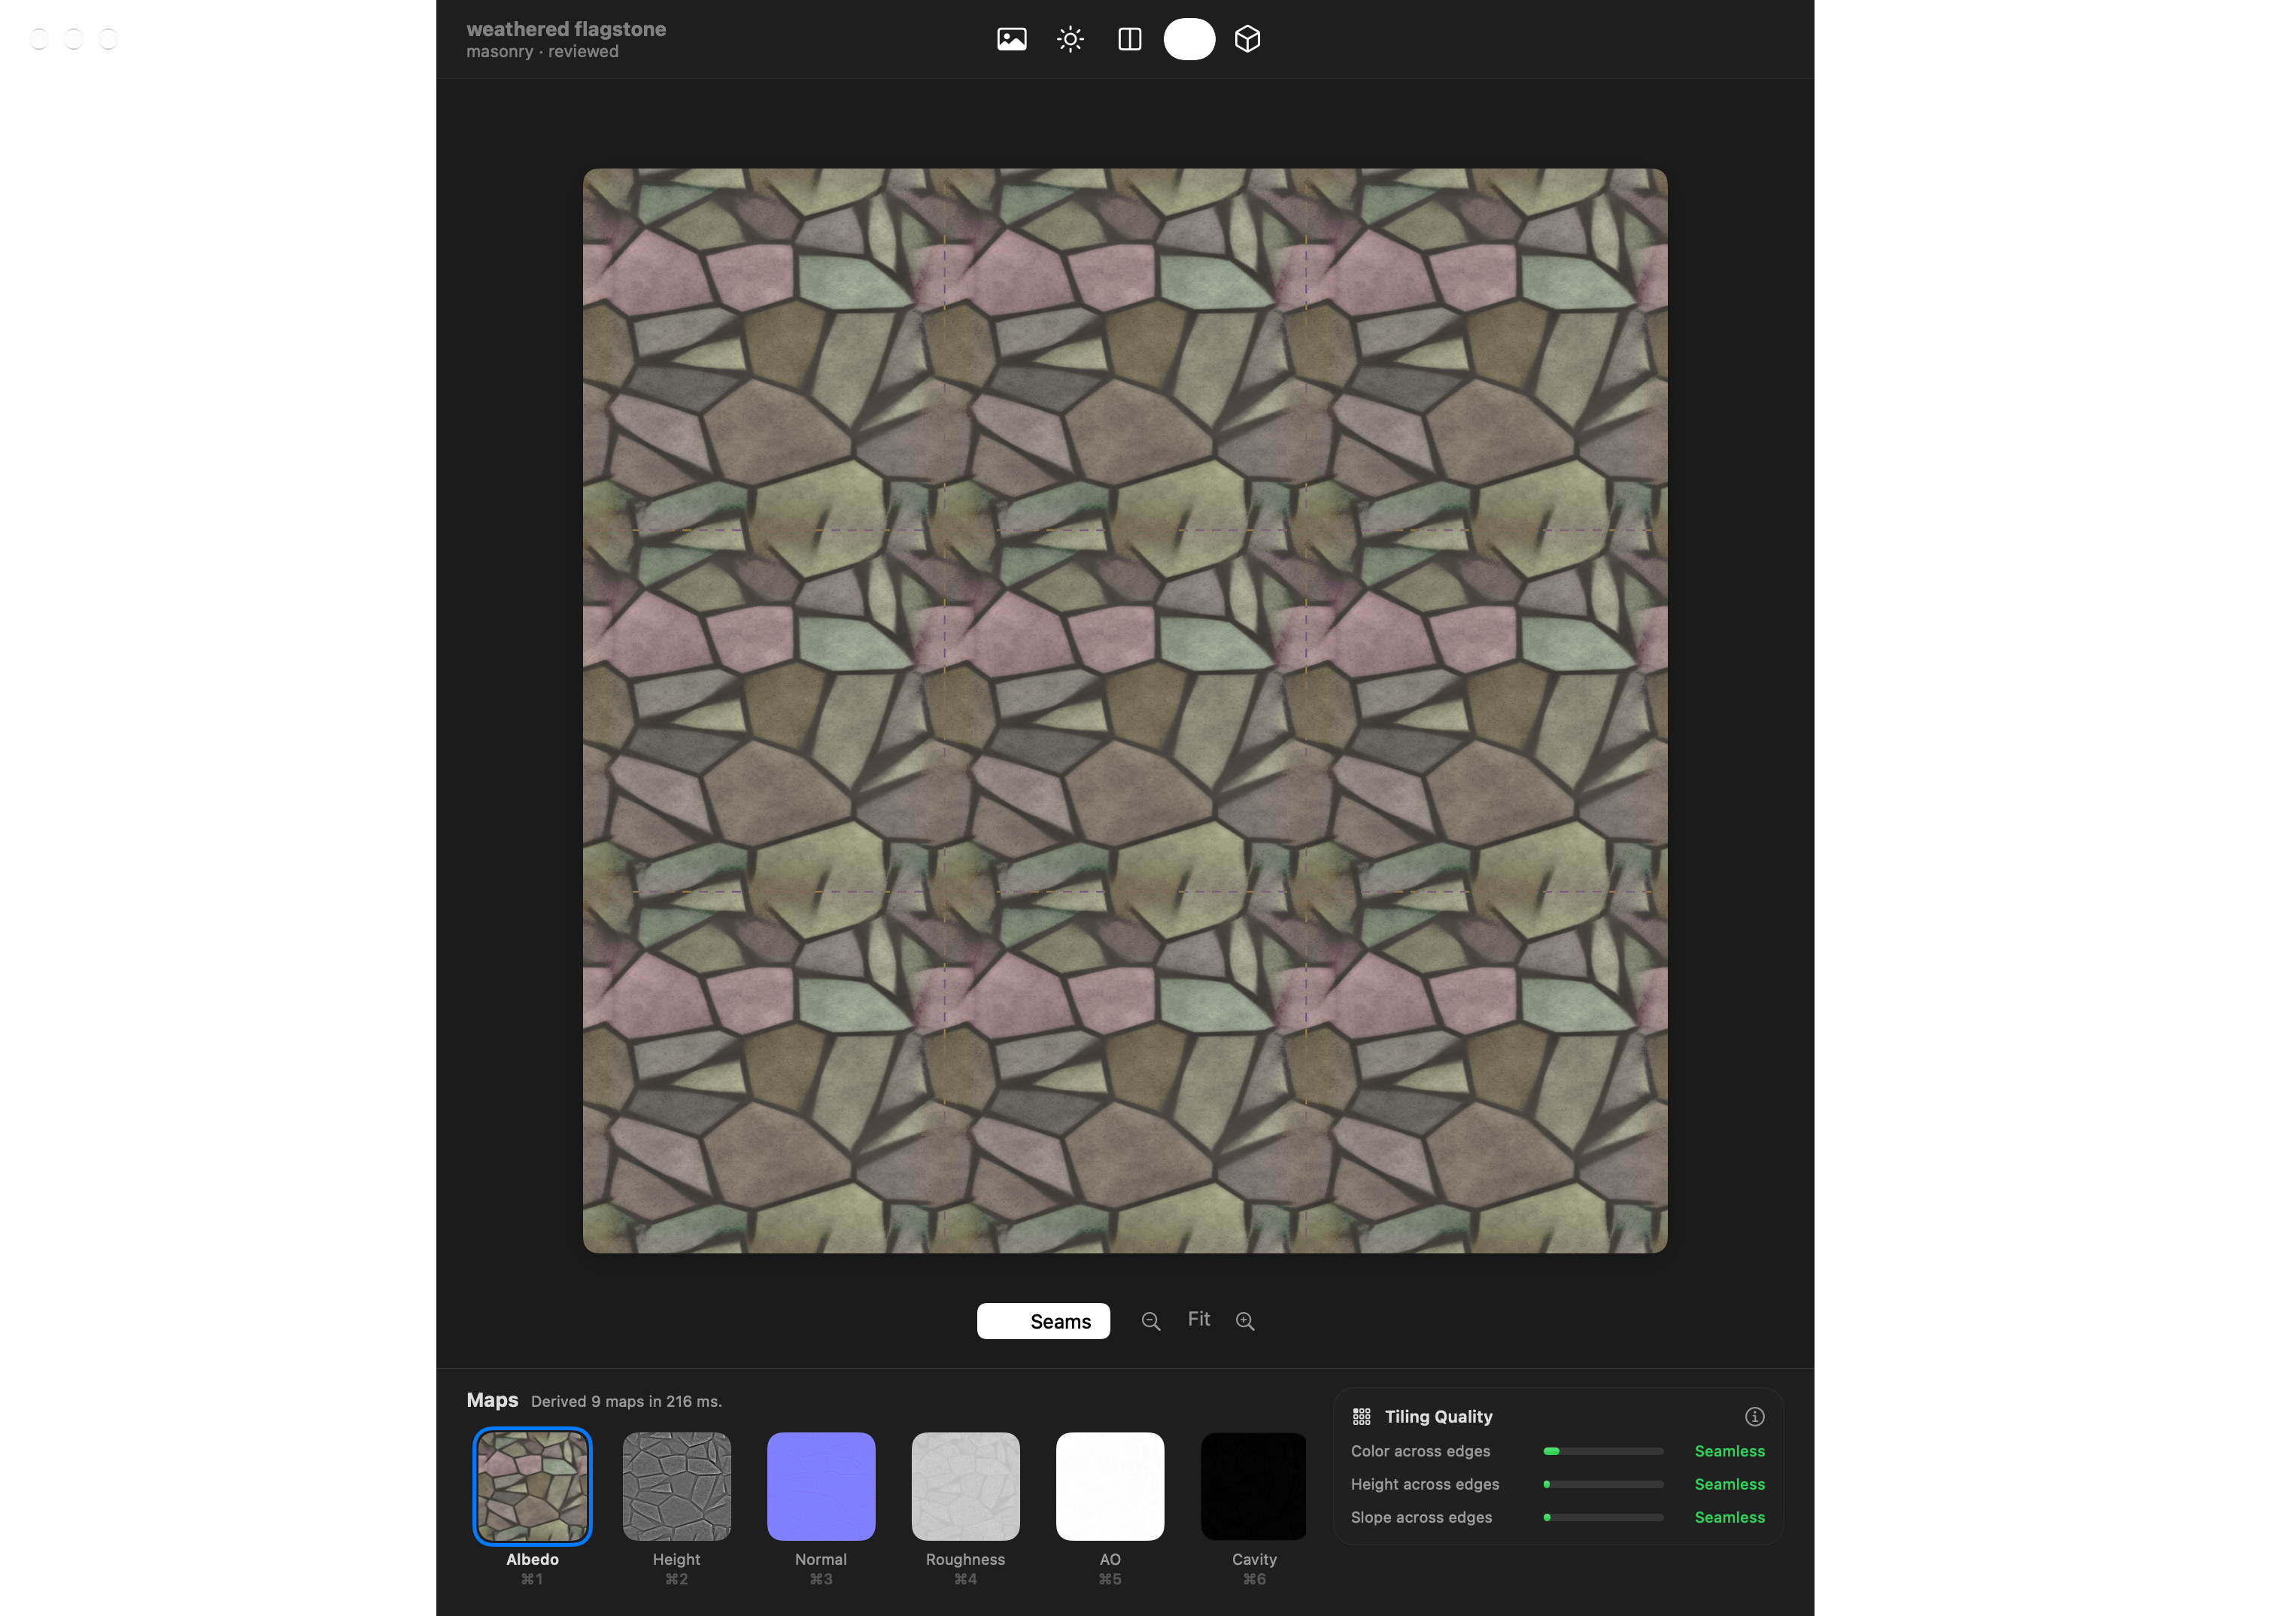 weathered flagstone
masonry · reviewed
Seams
Fit
Maps Derived 9 maps in 216 ms.
Albedo
⌘1
Height
⌘2
Normal
⌘3
Roughness
⌘4
AO
⌘5
Cavity
⌘6
Tiling Quality
Color across edges Seamless
Height across edges Seamless
Slope across edges Seamless